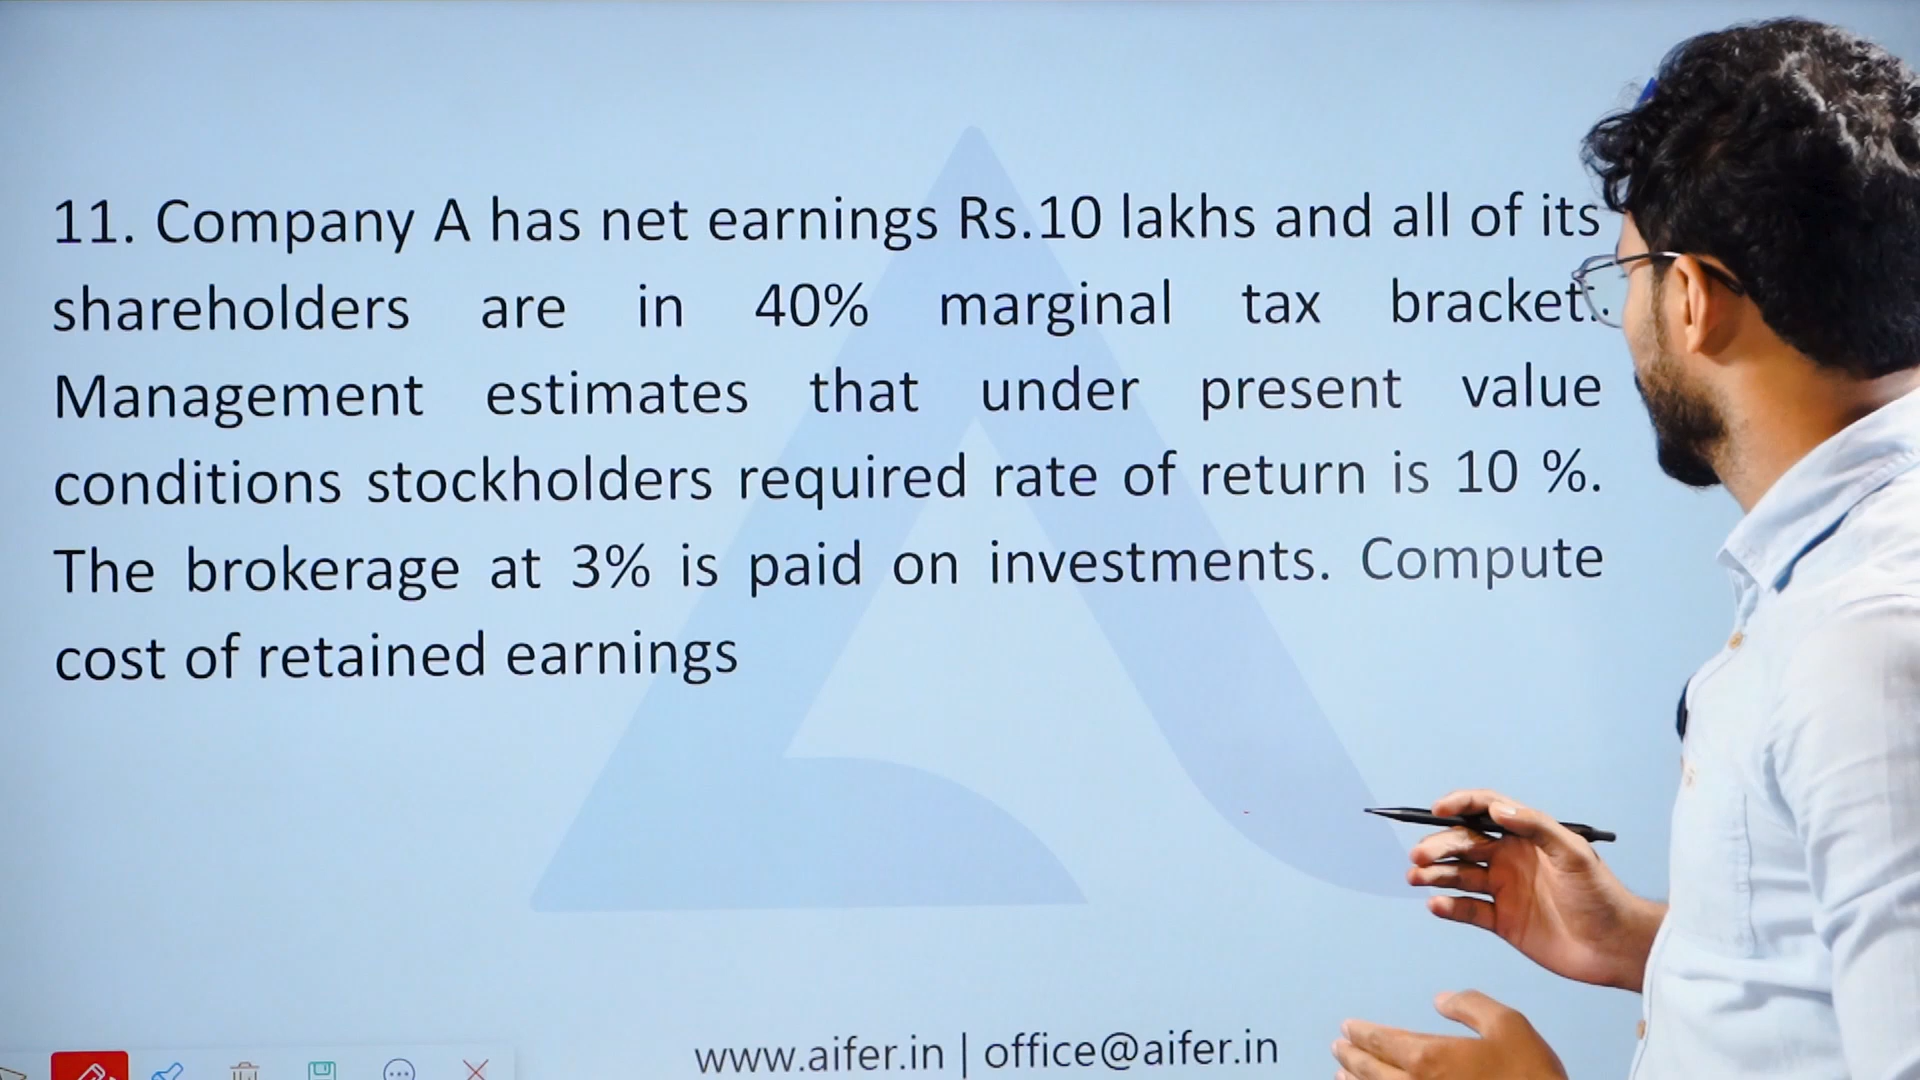 11. Company A has net earnings Rs.10 lakhs and all of its
shareholders are in 40% marginal tax bracket.
Management estimates that under present value
conditions stockholders required rate of return is 10 %.
The brokerage at 3% is paid on investments. Compute
cost of retained earnings
www.aifer.in | office@aifer.in